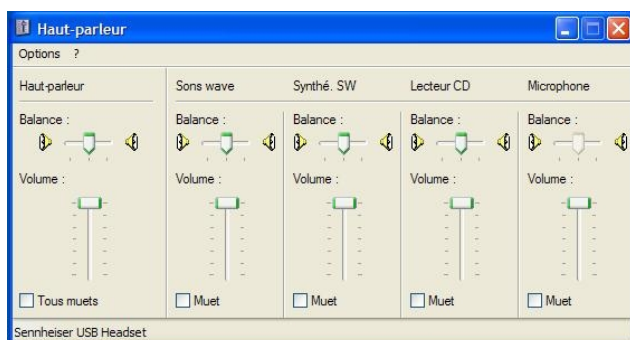 Haut-parleur
Options ?
Haut-parleur
Sons wave
Synthé. SW
Lecteur CD
Microphone
Balance :
Balance :
Balance :
Balance :
Balance :
Volume :
Volume :
Volume :
Volume :
Volume :
Tous muets
Muet
Muet
Muet
Muet
Sennheiser USB Headset